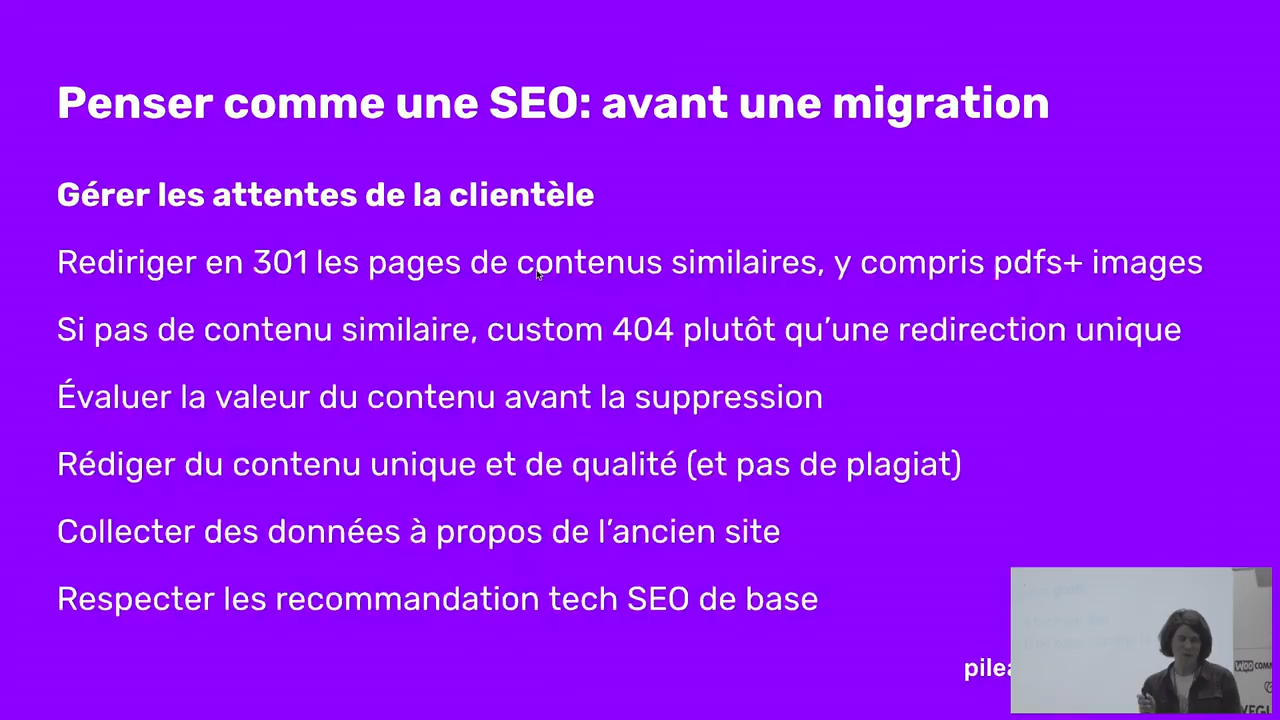 Penser comme une SEO: avant une migration
Gérer les attentes de la clientèle
Rediriger en 301 les pages de contenus similaires, y compris pdfs+ images
Si pas de contenu similaire, custom 404 plutôt qu’une redirection unique
Évaluer la valeur du contenu avant la suppression
Rédiger du contenu unique et de qualité (et pas de plagiat)
Collecter des données à propos de l’ancien site
Respecter les recommandation tech SEO de base
WOO COMM